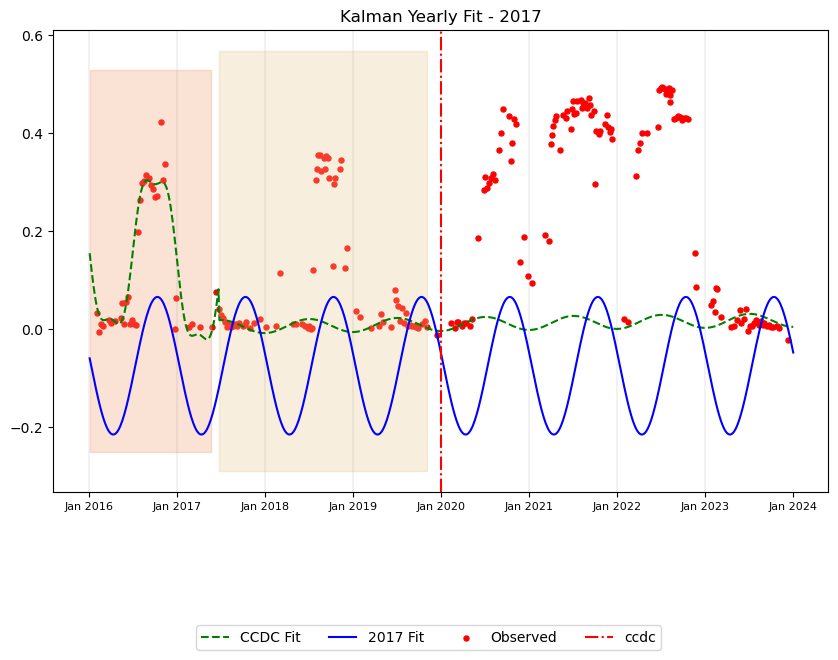 Kalman Yearly Fit - 2017
0.6
0.4
0.2
0.0
−0.2
Jan 2016 Jan 2017 Jan 2018 Jan 2019 Jan 2020 Jan 2021 Jan 2022 Jan 2023 Jan 2024
CCDC Fit 2017 Fit Observed ccdc